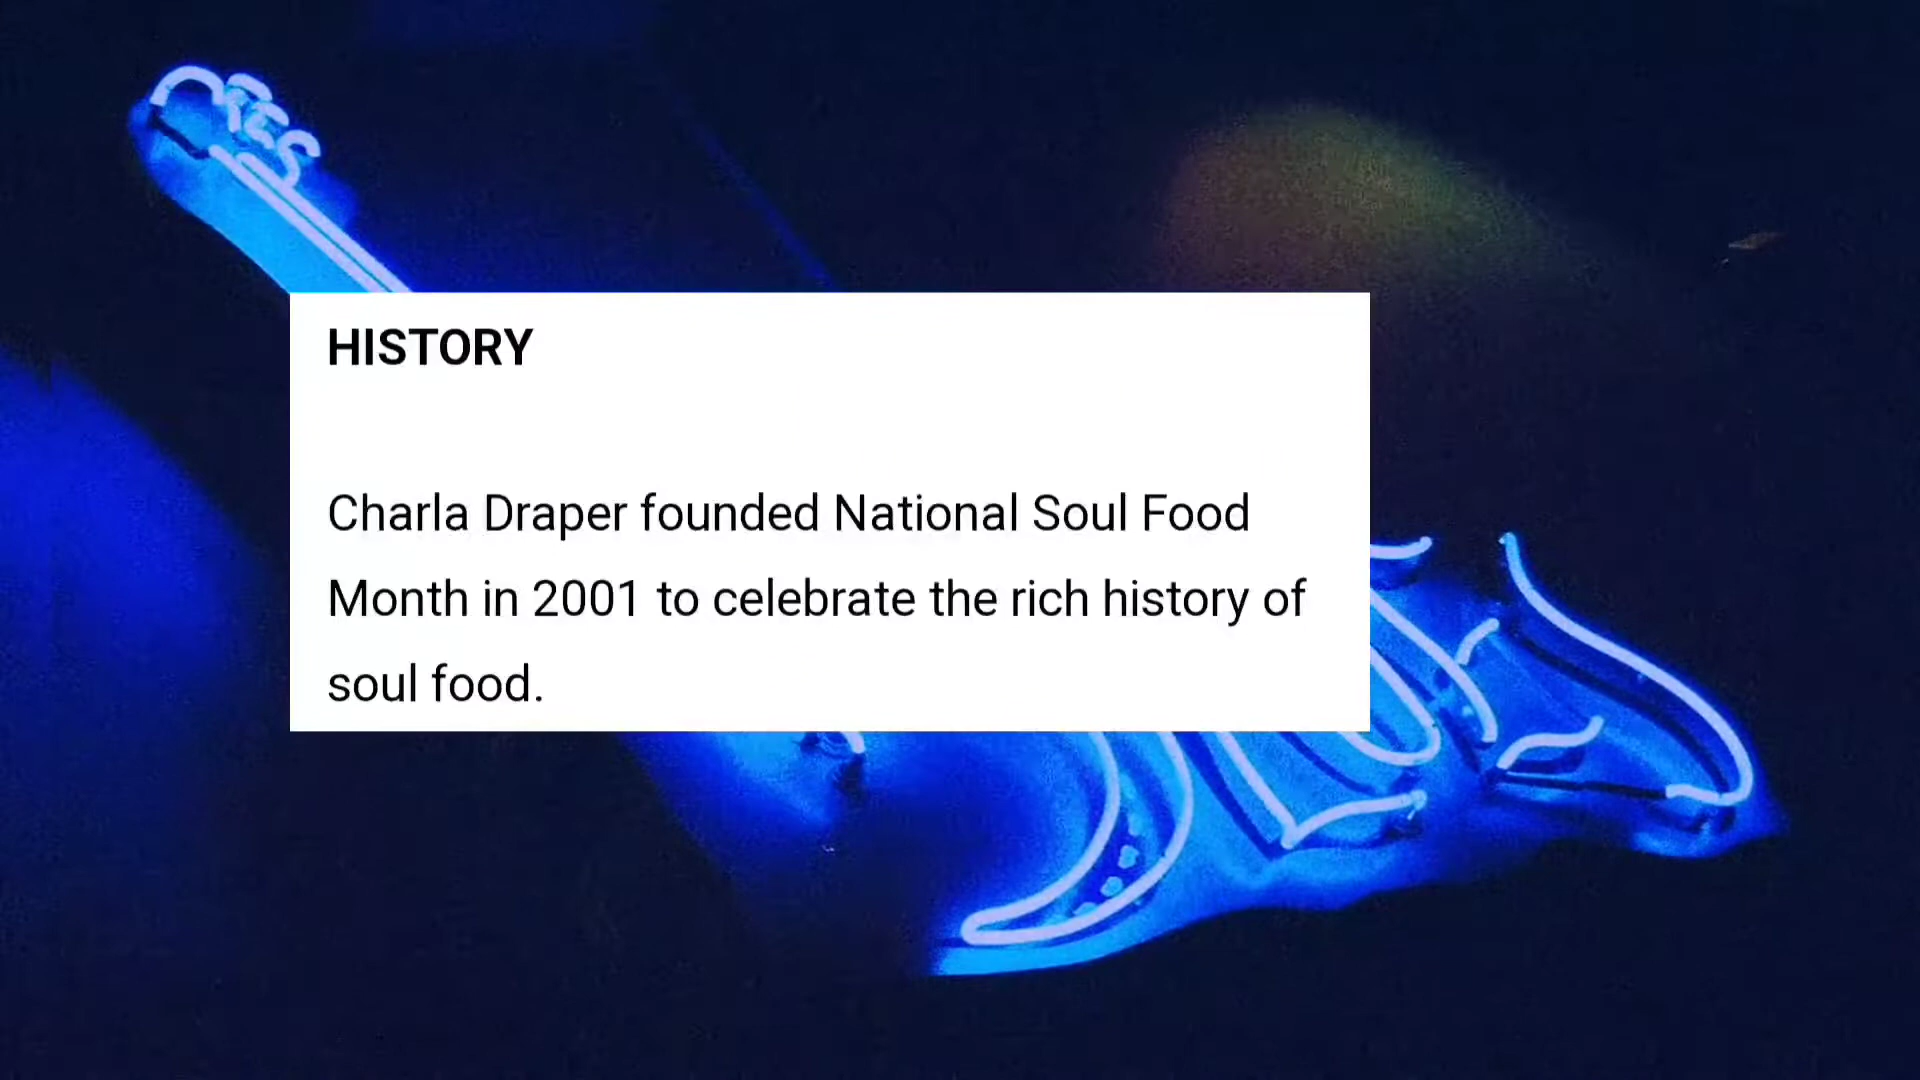 HISTORY
Charla Draper founded National Soul Food
Month in 2001 to celebrate the rich history of
soul food.